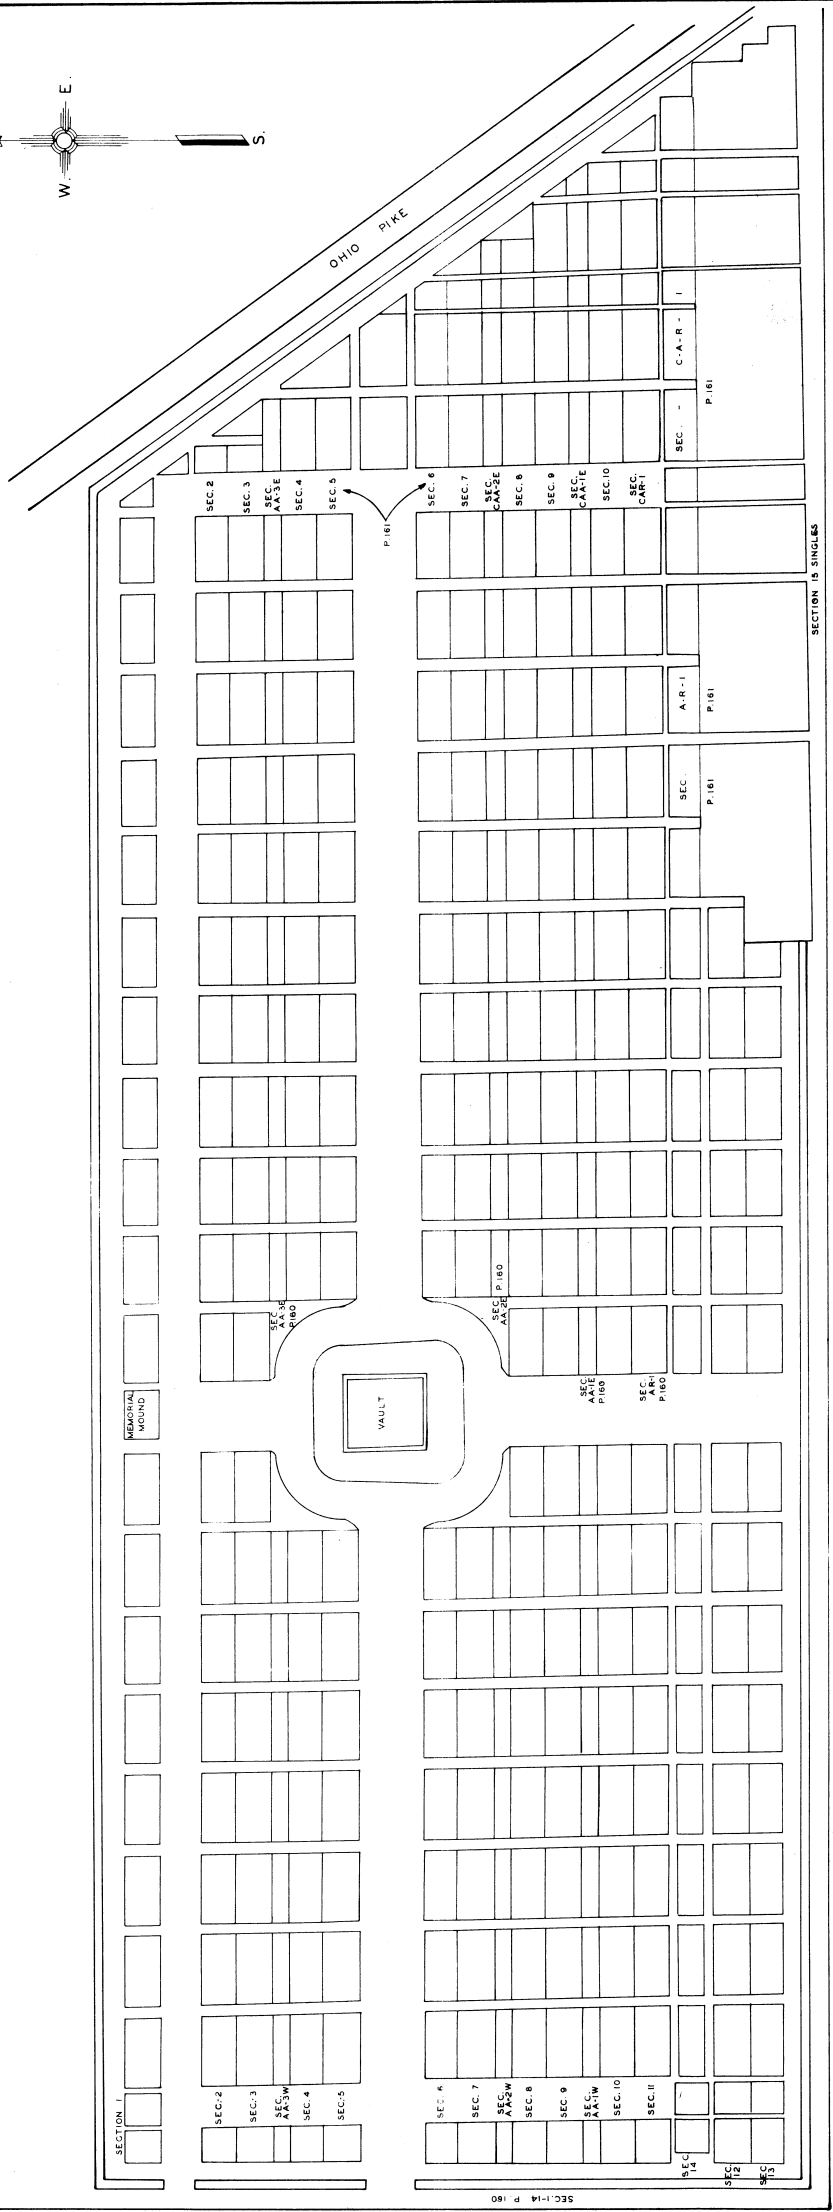 W. E.
S.
OHIO PIKE
SEC. 2
SEC. 3
SEC.
AA-3E
SEC. 4
SEC. 5
P.161
SEC. 6
SEC. 7
SEC.
CAA-2E
SEC. 8
SEC. 9
SEC.
CAA-1E
SEC. 10
SEC.
CAR-1
SEC. - C-A-R-1
P.161
SECTION 15 SINGLES
SEC. A-R-1
P.161
P.161
SEC.
AA-3E
P.160
SEC.
AA-2E
P.160
SEC.
AA-1E
P.160
SEC.
AR-1
P.160
MEMORIAL
MOUND
VAULT
SECTION 1
SEC.-2
SEC.-3
SEC.
AA-3W
SEC. 4
SEC.-5
SEC. 6
SEC. 7
SEC.
AA-2W
SEC. 8
SEC. 9
SEC.
AA-1W
SEC. 10
SEC. 11
SEC.
14
SEC.
12
SEC.
13
SEC. 1-14 P. 160